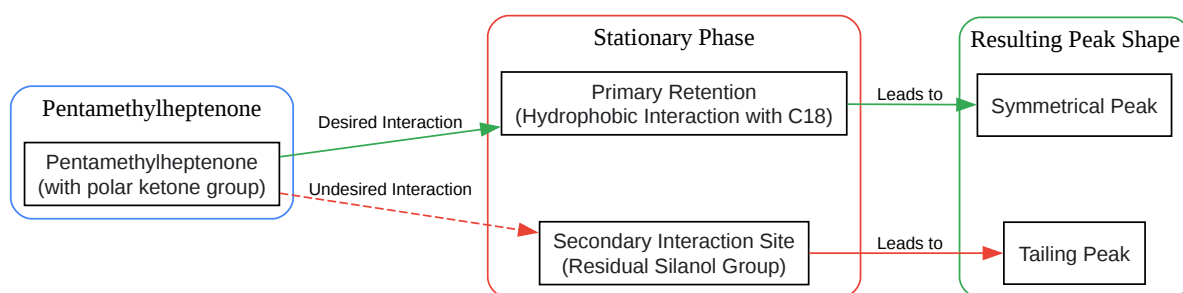 Pentamethylheptenone
Pentamethylheptenone
(with polar ketone group)
Desired Interaction
Undesired Interaction
Stationary Phase
Primary Retention
(Hydrophobic Interaction with C18)
Secondary Interaction Site
(Residual Silanol Group)
Leads to
Leads to
Resulting Peak Shape
Symmetrical Peak
Tailing Peak